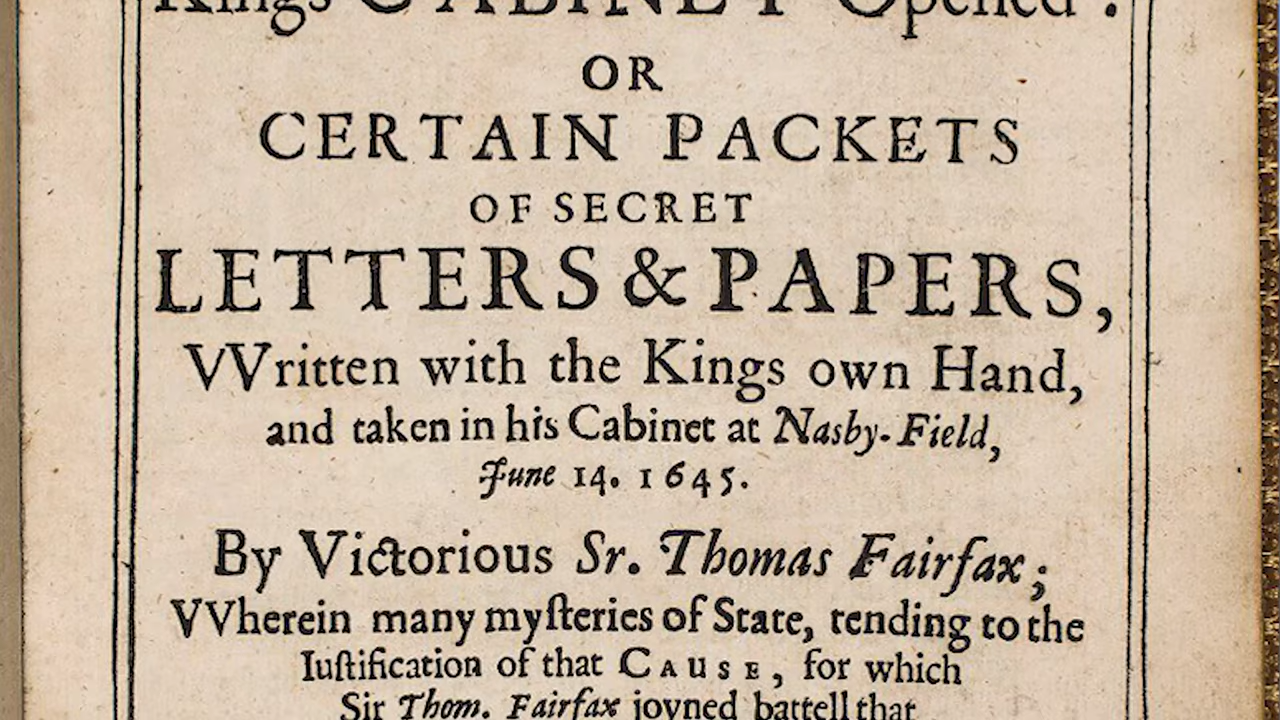 Kings CABINET Opened:
OR
CERTAIN PACKETS
OF SECRET
LETTERS & PAPERS,
VVritten with the Kings own Hand,
and taken in his Cabinet at Nasby-Field,
June 14. 1645.
By Victorious Sr. Thomas Fairfax;
VVherein many myſteries of State, tending to the
Iuſtification of that CAUSE, for which
Sir Thom. Fairfax joyned battell that